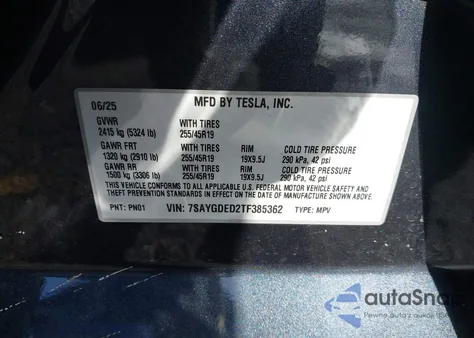 06/25 MFD BY TESLA, INC.
GVWR WITH TIRES
2415 kg (5324 lb) 255/45R19
GAWR FRT WITH TIRES RIM COLD TIRE PRESSURE
1320 kg (2910 lb) 255/45R19 19X9.5J 290 kPa, 42 psi
GAWR RR WITH TIRES RIM COLD TIRE PRESSURE
1500 kg (3306 lb) 255/45R19 19X9.5J 290 kPa, 42 psi
THIS VEHICLE CONFORMS TO ALL APPLICABLE U.S. FEDERAL MOTOR VEHICLE SAFETY AND
THEFT PREVENTION STANDARDS IN EFFECT ON THE DATE OF MANUFACTURE SHOWN ABOVE.
PNT: PN01 VIN: 7SAYGDED2TF385362 TYPE: MPV
autoSnap
Pewne auta z aukcji USA